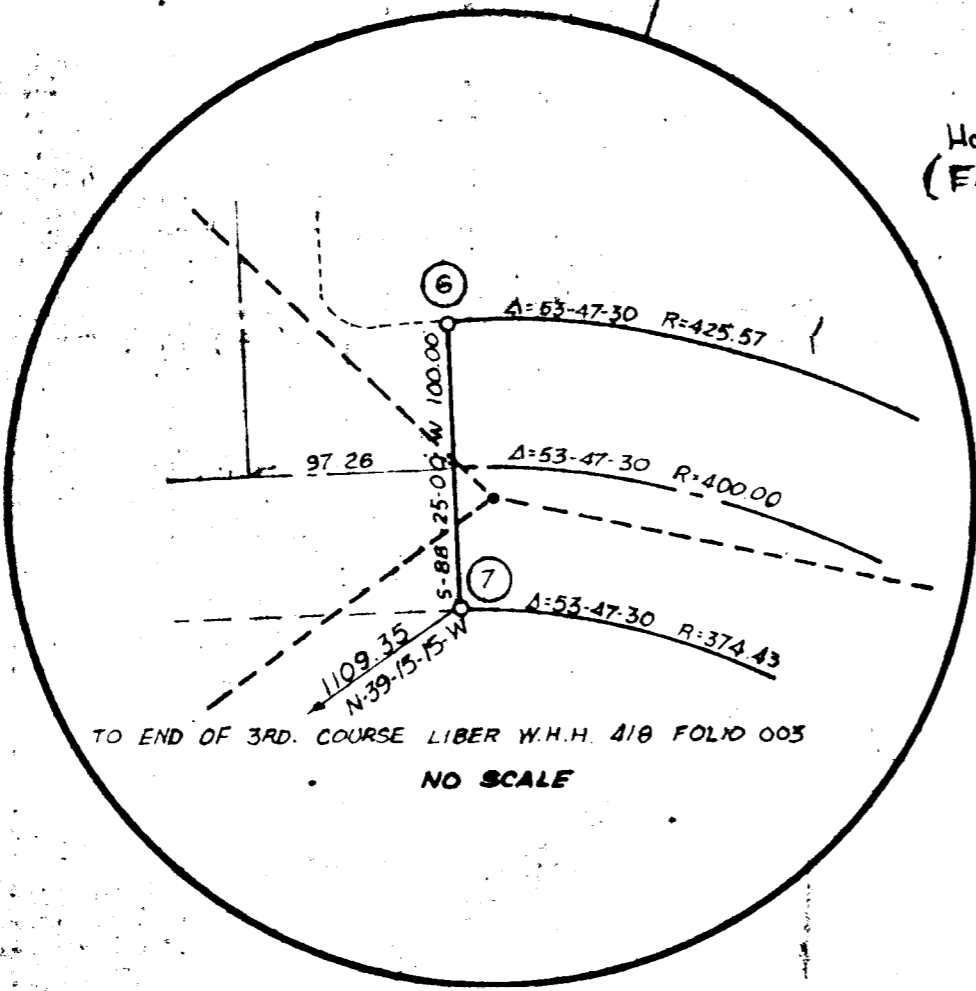 6
Δ=53-47-30 R=425.57
S-88-25-00 W 100.00
97.26
Δ=53-47-30 R=400.00
7
Δ=53-47-30 R=374.43
1109.35
N-39-13-15-W
TO END OF 3RD. COURSE LIBER W.H.H. 418 FOLIO 003
NO SCALE